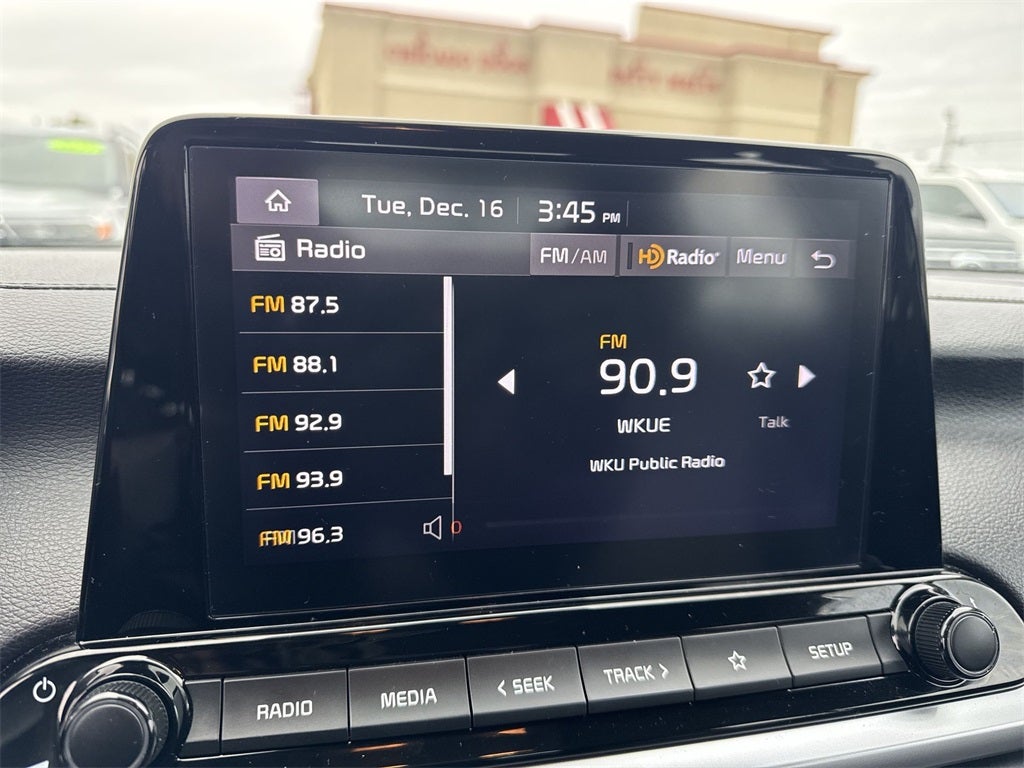 Tue, Dec. 16 3:45 PM
Radio FM/AM HD Radio Menu
FM 87.5
FM 88.1
FM 92.9
FM 93.9
FM 96.3
0
FM
90.9
WKUE
Talk
WKU Public Radio
RADIO MEDIA < SEEK TRACK > SETUP